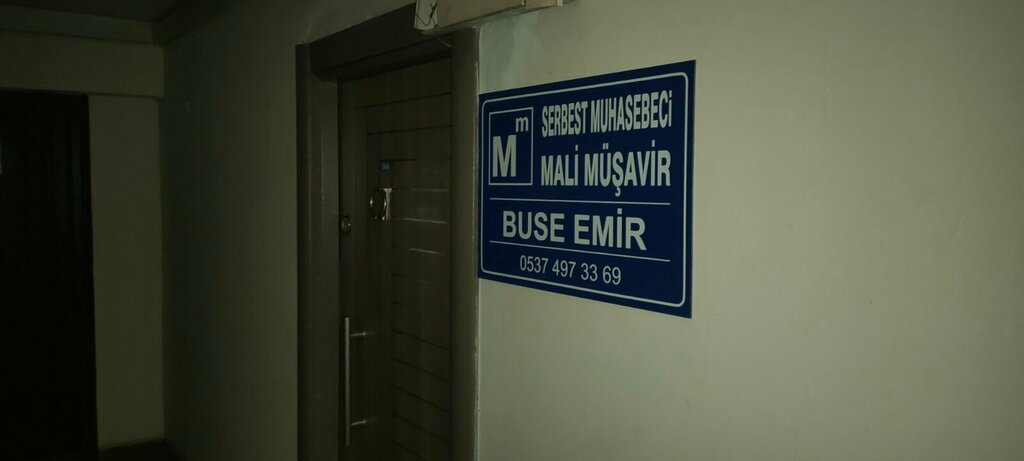 Mm
SERBEST MUHASEBECİ
MALİ MÜŞAVİR
BUSE EMİR
0537 497 33 69